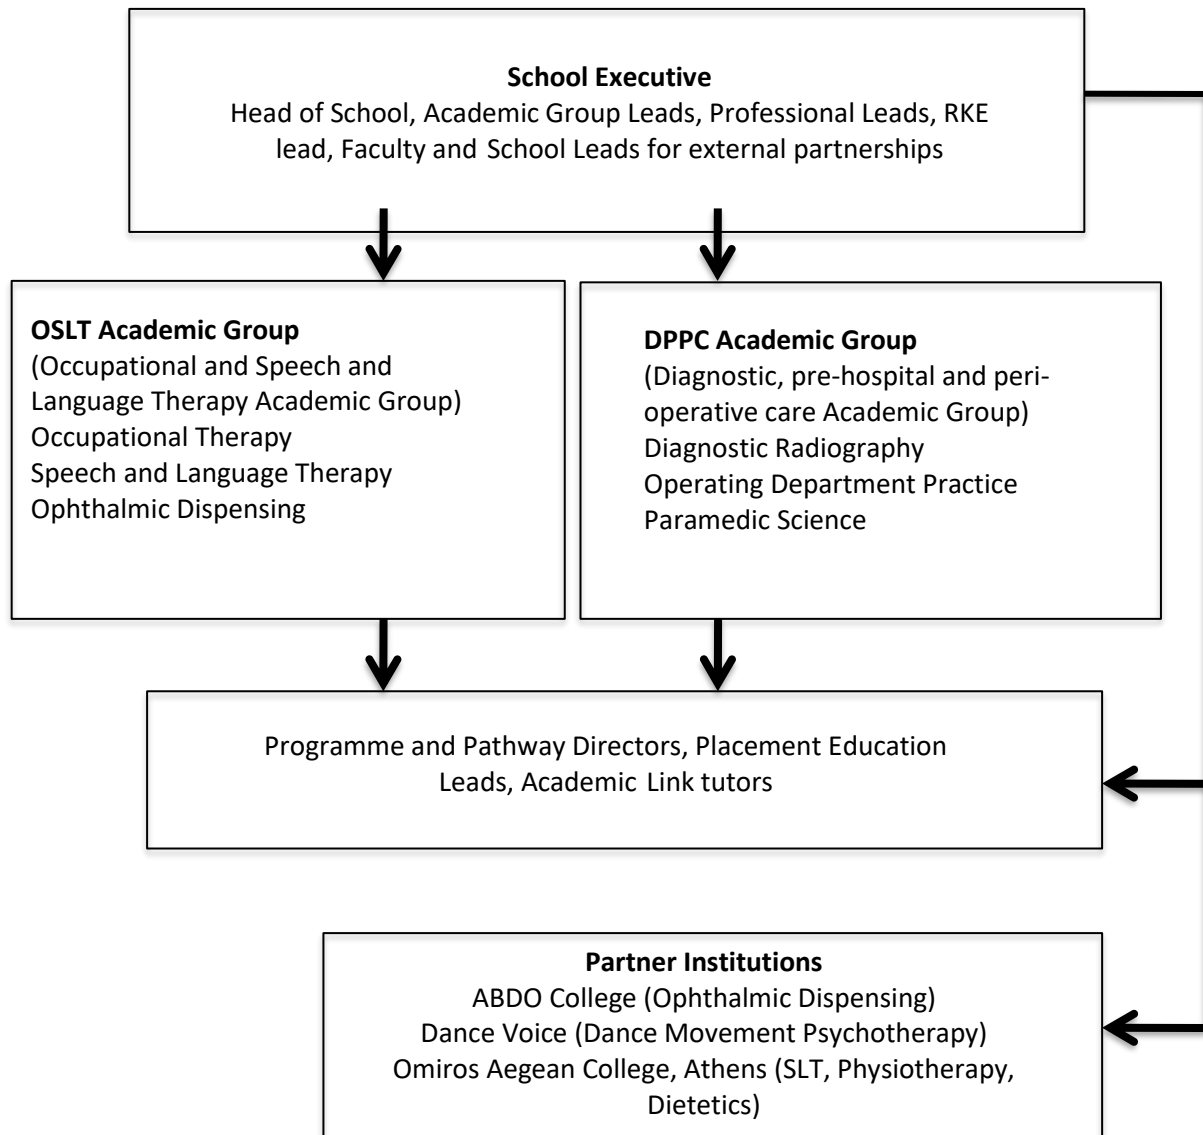 School Executive
Head of School, Academic Group Leads, Professional Leads, RKE
lead, Faculty and School Leads for external partnerships
OSLT Academic Group
(Occupational and Speech and
Language Therapy Academic Group)
Occupational Therapy
Speech and Language Therapy
Ophthalmic Dispensing
DPPC Academic Group
(Diagnostic, pre-hospital and peri-
operative care Academic Group)
Diagnostic Radiography
Operating Department Practice
Paramedic Science
Programme and Pathway Directors, Placement Education
Leads, Academic Link tutors
Partner Institutions
ABDO College (Ophthalmic Dispensing)
Dance Voice (Dance Movement Psychotherapy)
Omiros Aegean College, Athens (SLT, Physiotherapy,
Dietetics)